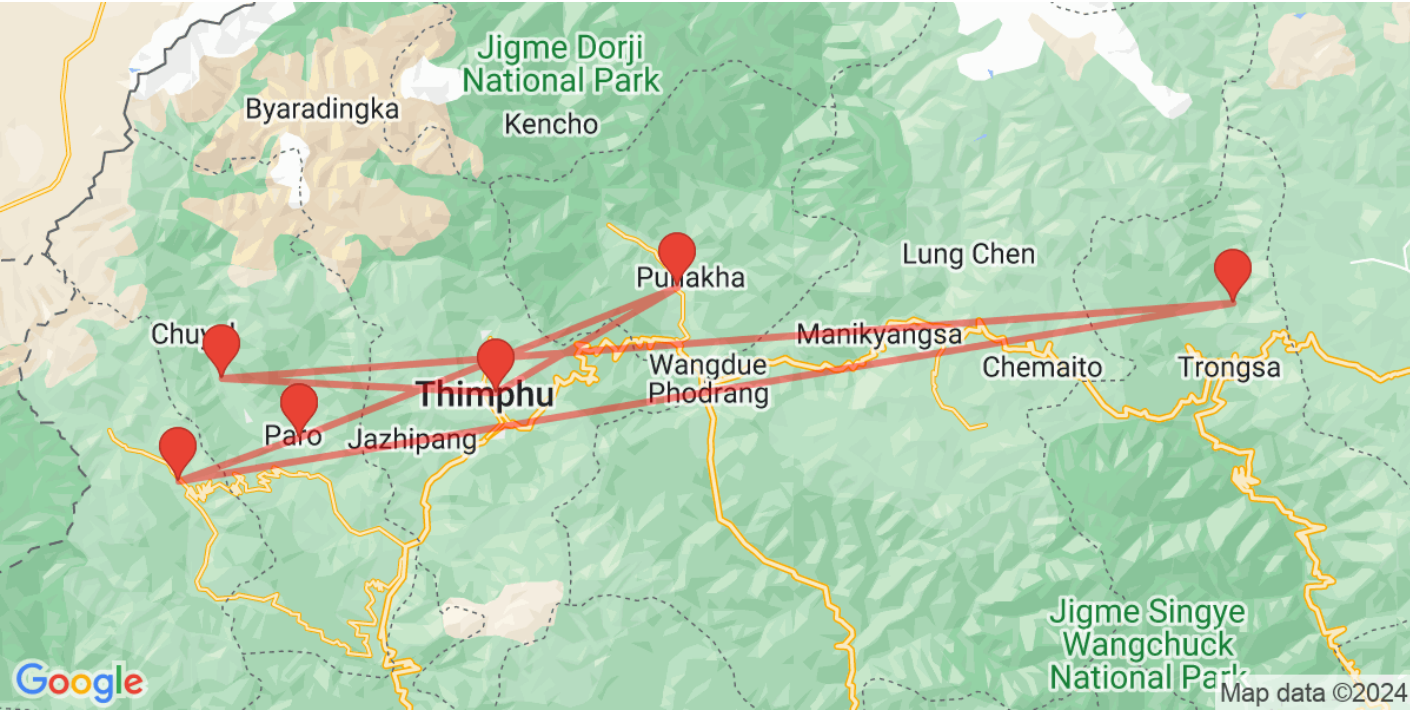 Jigme Dorji
National Park
Byaradingka
Kencho
Lung Chen
Punakha
Manikyangsa
Wangdue
Phodrang
Chemaito
Trongsa
Thimphu
Paro
Jazhipang
Jigme Singye
Wangchuck
National Park
Google
Map data ©2024